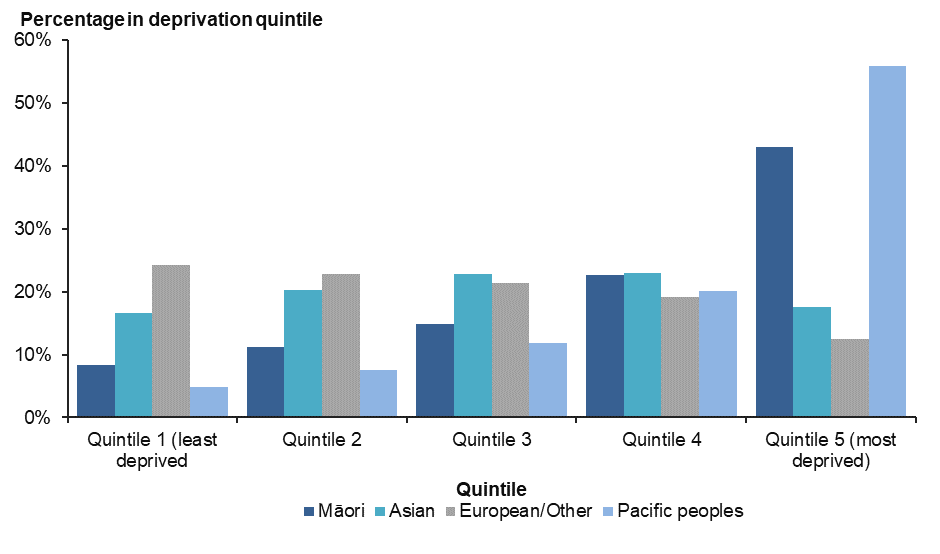 Percentage in deprivation quintile
60%
50%
40%
30%
20%
10%
0%
Quintile 1 (least
deprived
Quintile 2
Quintile 3
Quintile 4
Quintile 5 (most
deprived)
Quintile
Māori
Asian
European/Other
Pacific peoples